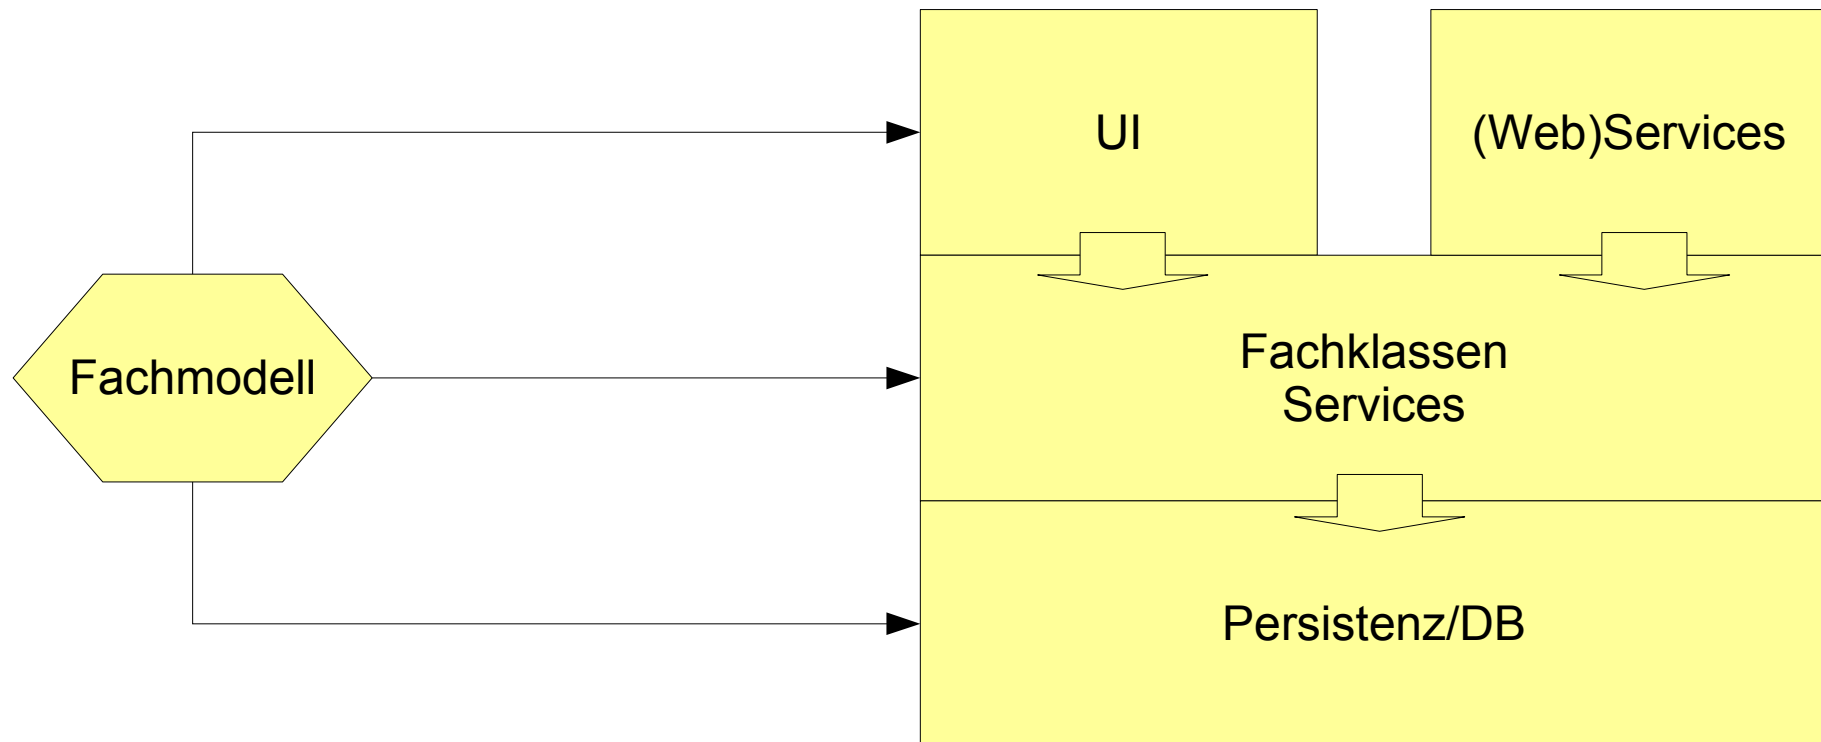 UI
(Web)Services
Fachmodell
Fachklassen
Services
Persistenz/DB